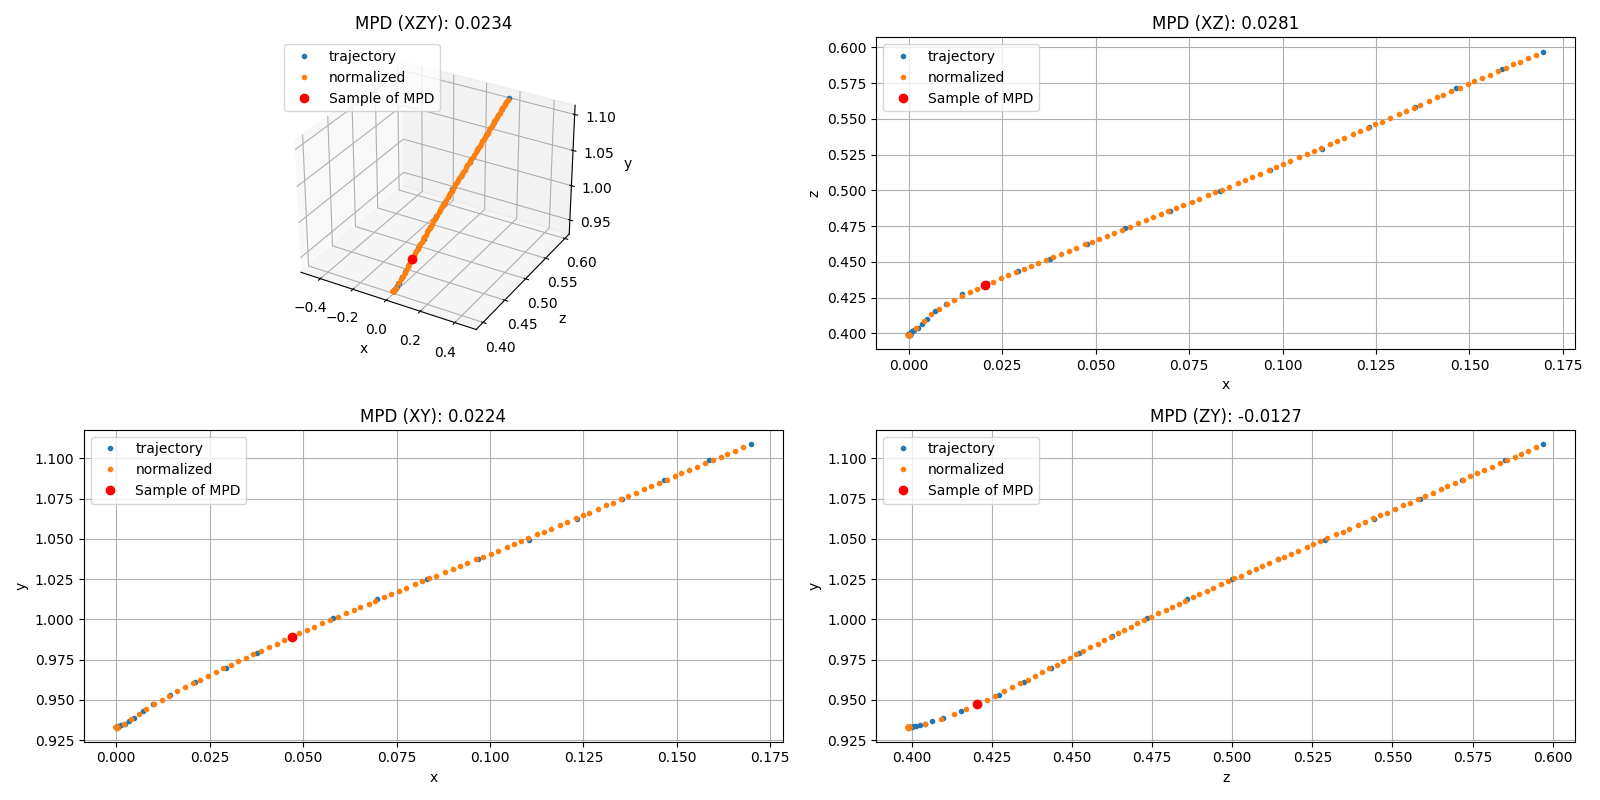 MPD (XZY): 0.0234
trajectory
normalized
Sample of MPD
1.10
1.05
1.00
0.95
y
0.60
0.55
0.50
0.45
0.40
z
−0.4
−0.2
0.0
0.2
0.4
x
MPD (XZ): 0.0281
trajectory
normalized
Sample of MPD
0.600
0.575
0.550
0.525
0.500
0.475
0.450
0.425
0.400
z
0.000 0.025 0.050 0.075 0.100 0.125 0.150 0.175
x
MPD (XY): 0.0224
trajectory
normalized
Sample of MPD
1.100
1.075
1.050
1.025
1.000
0.975
0.950
0.925
y
0.000 0.025 0.050 0.075 0.100 0.125 0.150 0.175
x
MPD (ZY): -0.0127
trajectory
normalized
Sample of MPD
1.100
1.075
1.050
1.025
1.000
0.975
0.950
0.925
y
0.400 0.425 0.450 0.475 0.500 0.525 0.550 0.575 0.600
z